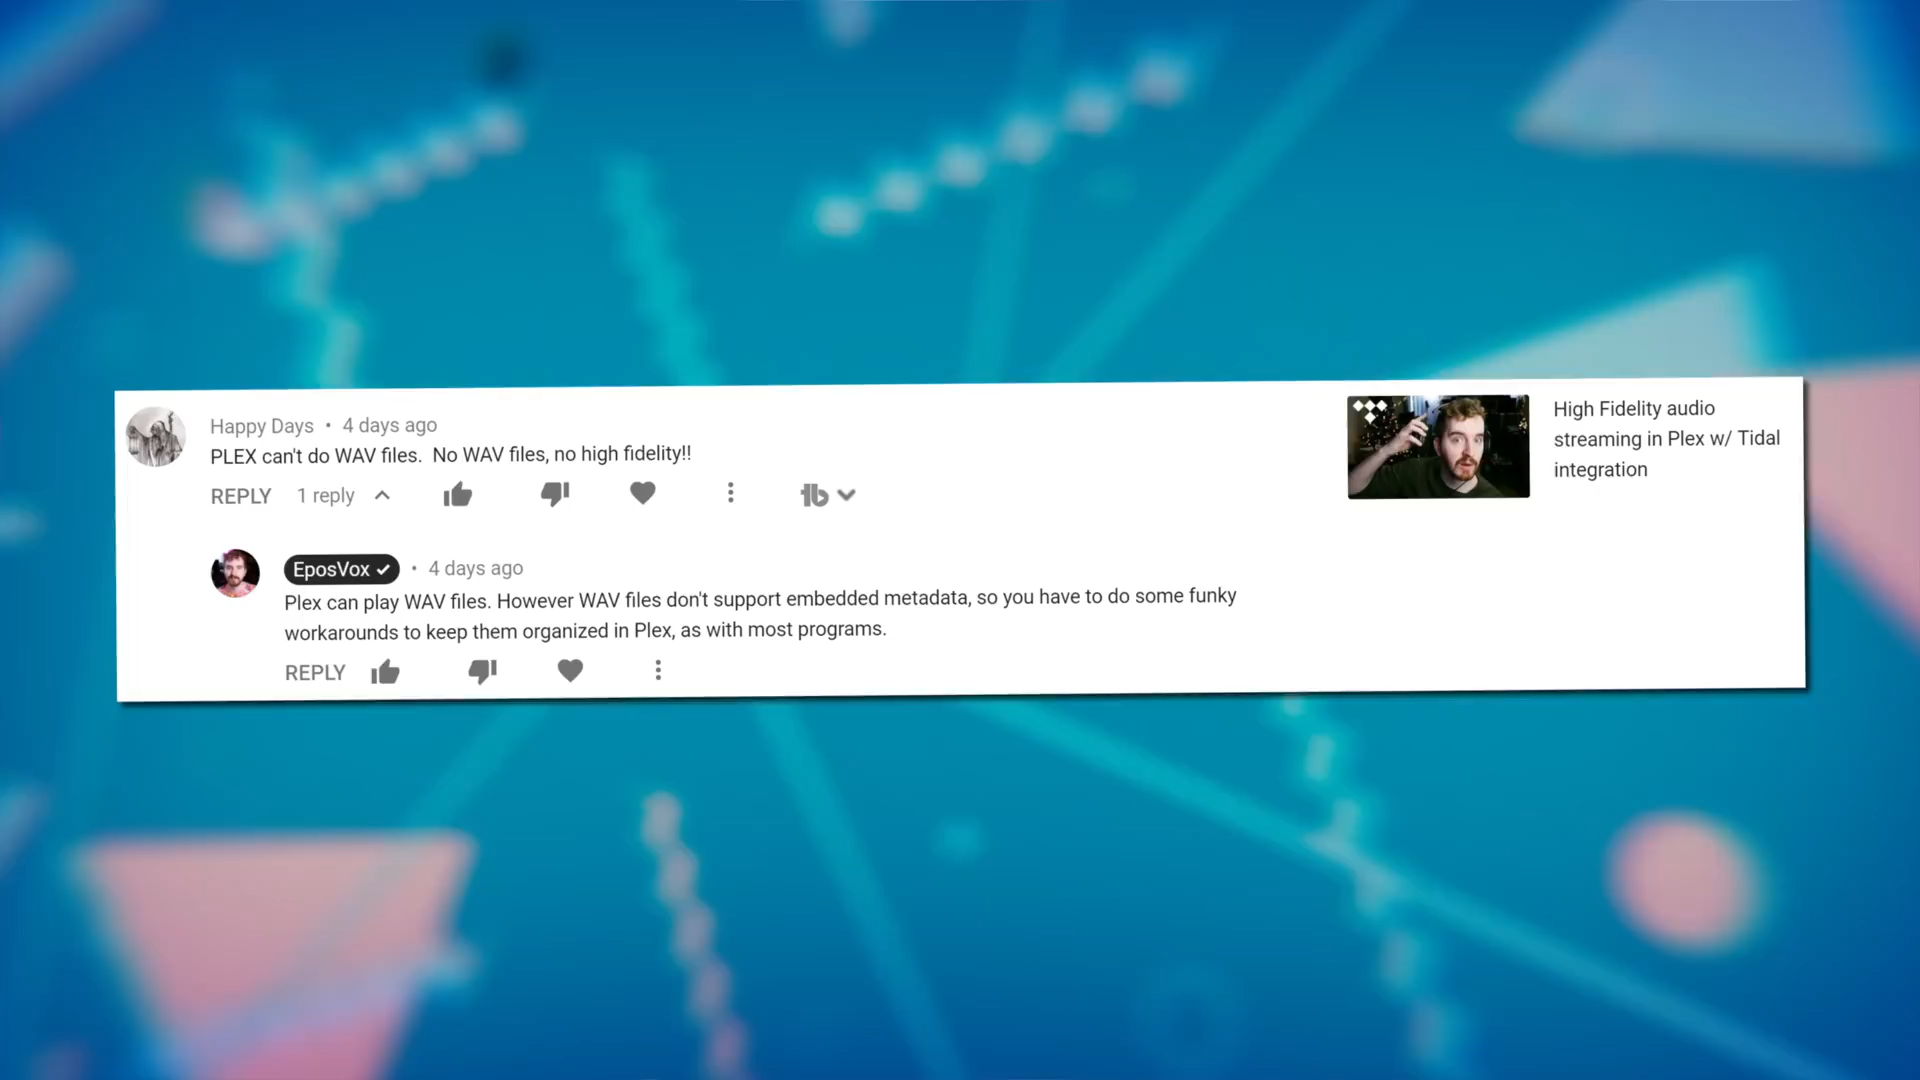 Happy Days • 4 days ago
PLEX can't do WAV files.  No WAV files, no high fidelity!!
REPLY 1 reply
High Fidelity audio
streaming in Plex w/ Tidal
integration
EposVox • 4 days ago
Plex can play WAV files. However WAV files don't support embedded metadata, so you have to do some funky
workarounds to keep them organized in Plex, as with most programs.
REPLY